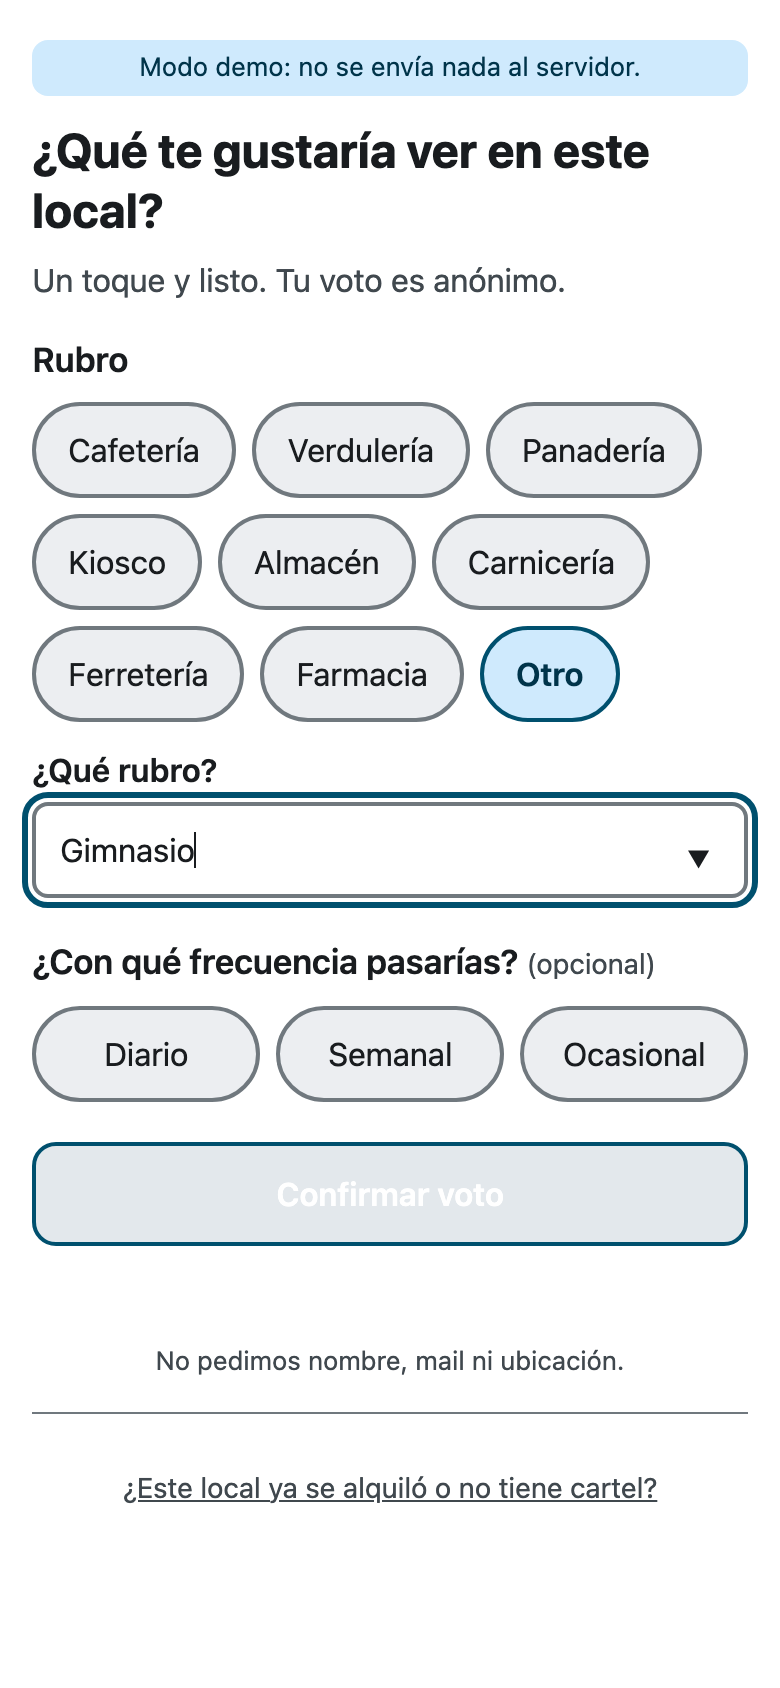 Modo demo: no se envía nada al servidor.
¿Qué te gustaría ver en este
local?
Un toque y listo. Tu voto es anónimo.
Rubro
Cafetería Verdulería Panadería
Kiosco Almacén Carnicería
Ferretería Farmacia Otro
¿Qué rubro?
Gimnasio
¿Con qué frecuencia pasarías? (opcional)
Diario Semanal Ocasional
Confirmar voto
No pedimos nombre, mail ni ubicación.
¿Este local ya se alquiló o no tiene cartel?